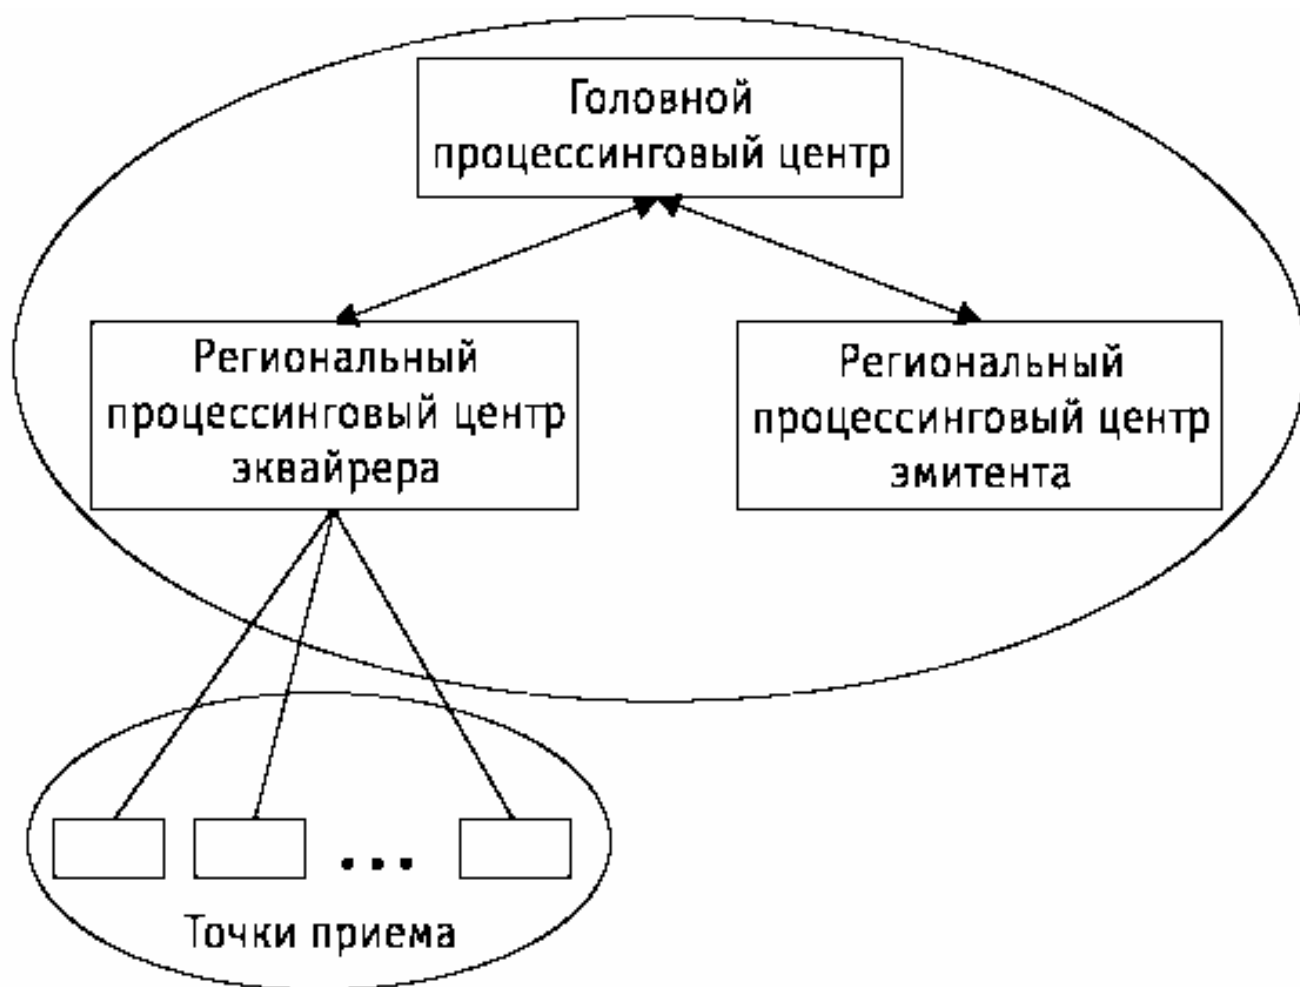 Головной
процессинговый центр
Региональный
процессинговый центр
эквайрера
Региональный
процессинговый центр
эмитента
...
Точки приема